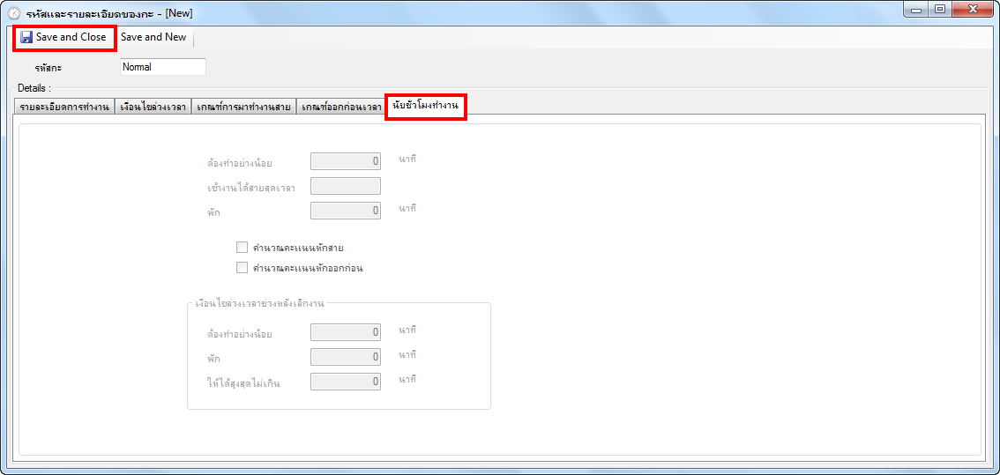 รหัสและรายละเอียดของกะ - [New]
Save and Close Save and New
รหัสกะ Normal
Details :
รายละเอียดการทำงาน เงื่อนไขล่วงเวลา เกณฑ์การมาทำงานสาย เกณฑ์ออกก่อนเวลา นับชั่วโมงทำงาน
ต้องทำอย่างน้อย 0 นาที
เข้างานได้สายสุดเวลา
พัก 0 นาที
คำนวณคะแนนหักสาย
คำนวณคะแนนหักออกก่อน
เงื่อนไขล่วงเวลาช่วงหลังเลิกงาน
ต้องทำอย่างน้อย 0 นาที
พัก 0 นาที
ให้ได้สูงสุดไม่เกิน 0 นาที